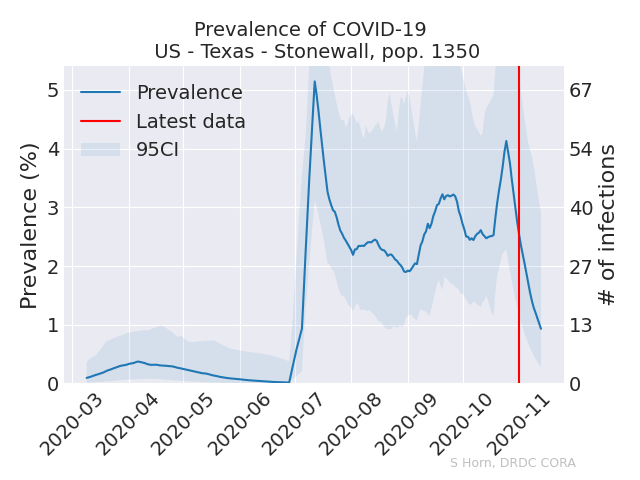 Prevalence of COVID-19
US - Texas - Stonewall, pop. 1350
Prevalence
Latest data
95CI
Prevalence (%)
5
4
3
2
1
0
67
54
40
27
13
0
# of infections
2020-03
2020-04
2020-05
2020-06
2020-07
2020-08
2020-09
2020-10
2020-11
S Horn, DRDC CORA